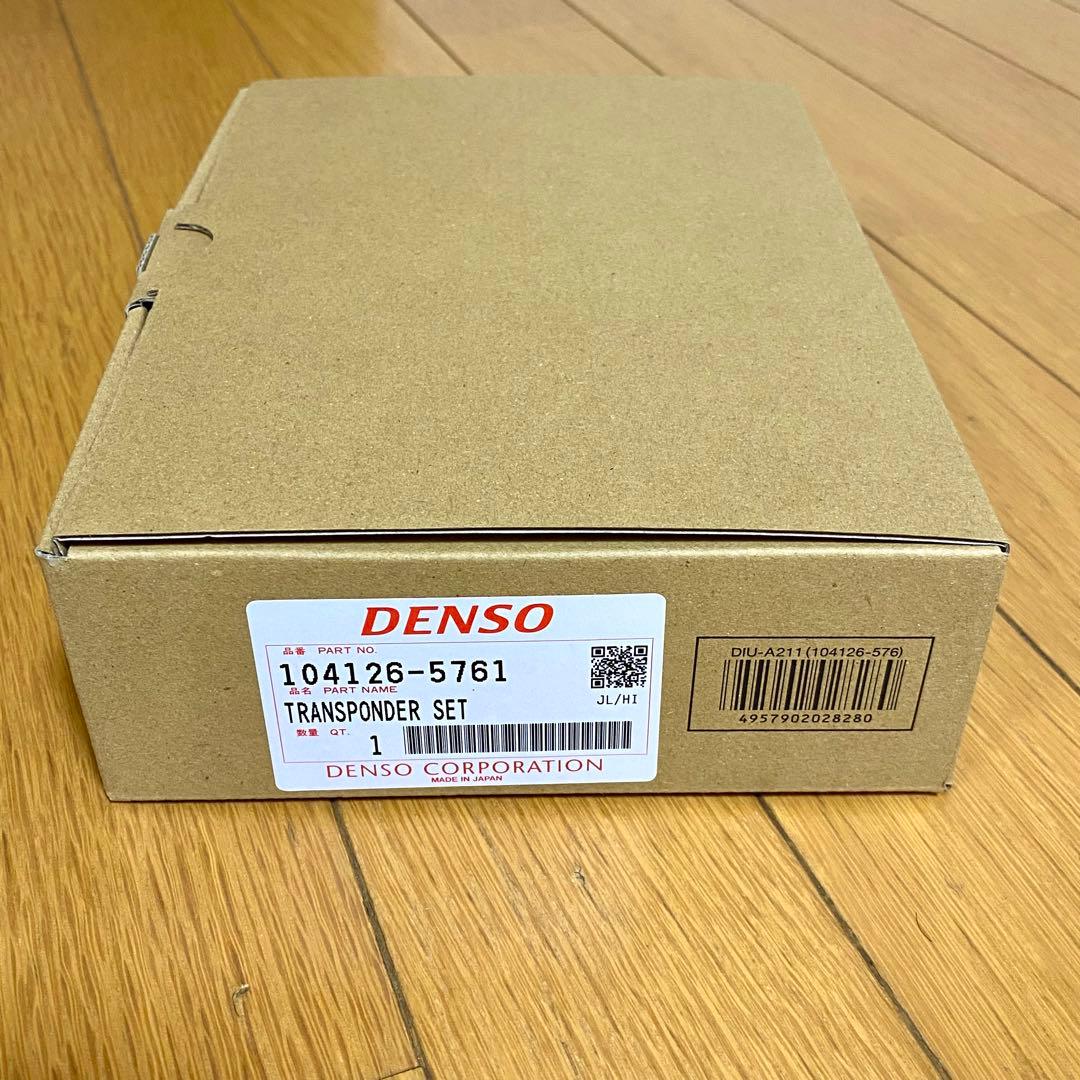 DENSO
品番 PART NO.
104126-5761
品名 PART NAME
TRANSPONDER SET
JL/HI
数量 QT.
1
DENSO CORPORATION
MADE IN JAPAN
DIU-A211(104126-576)
4957902028280